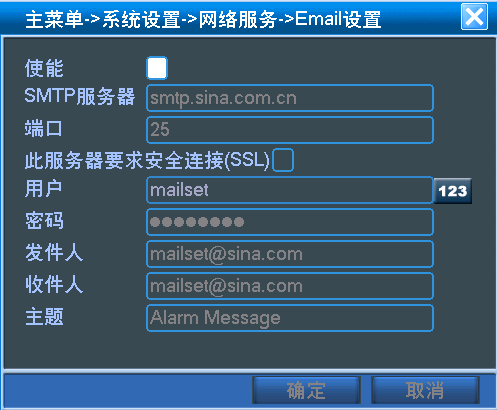 主菜单->系统设置->网络服务->Email设置
使能
SMTP服务器 smtp.sina.com.cn
端口 25
此服务器要求安全连接(SSL)
用户 mailset 123
密码 ●●●●●●●●
发件人 mailset@sina.com
收件人 mailset@sina.com
主题 Alarm Message
确定 取消